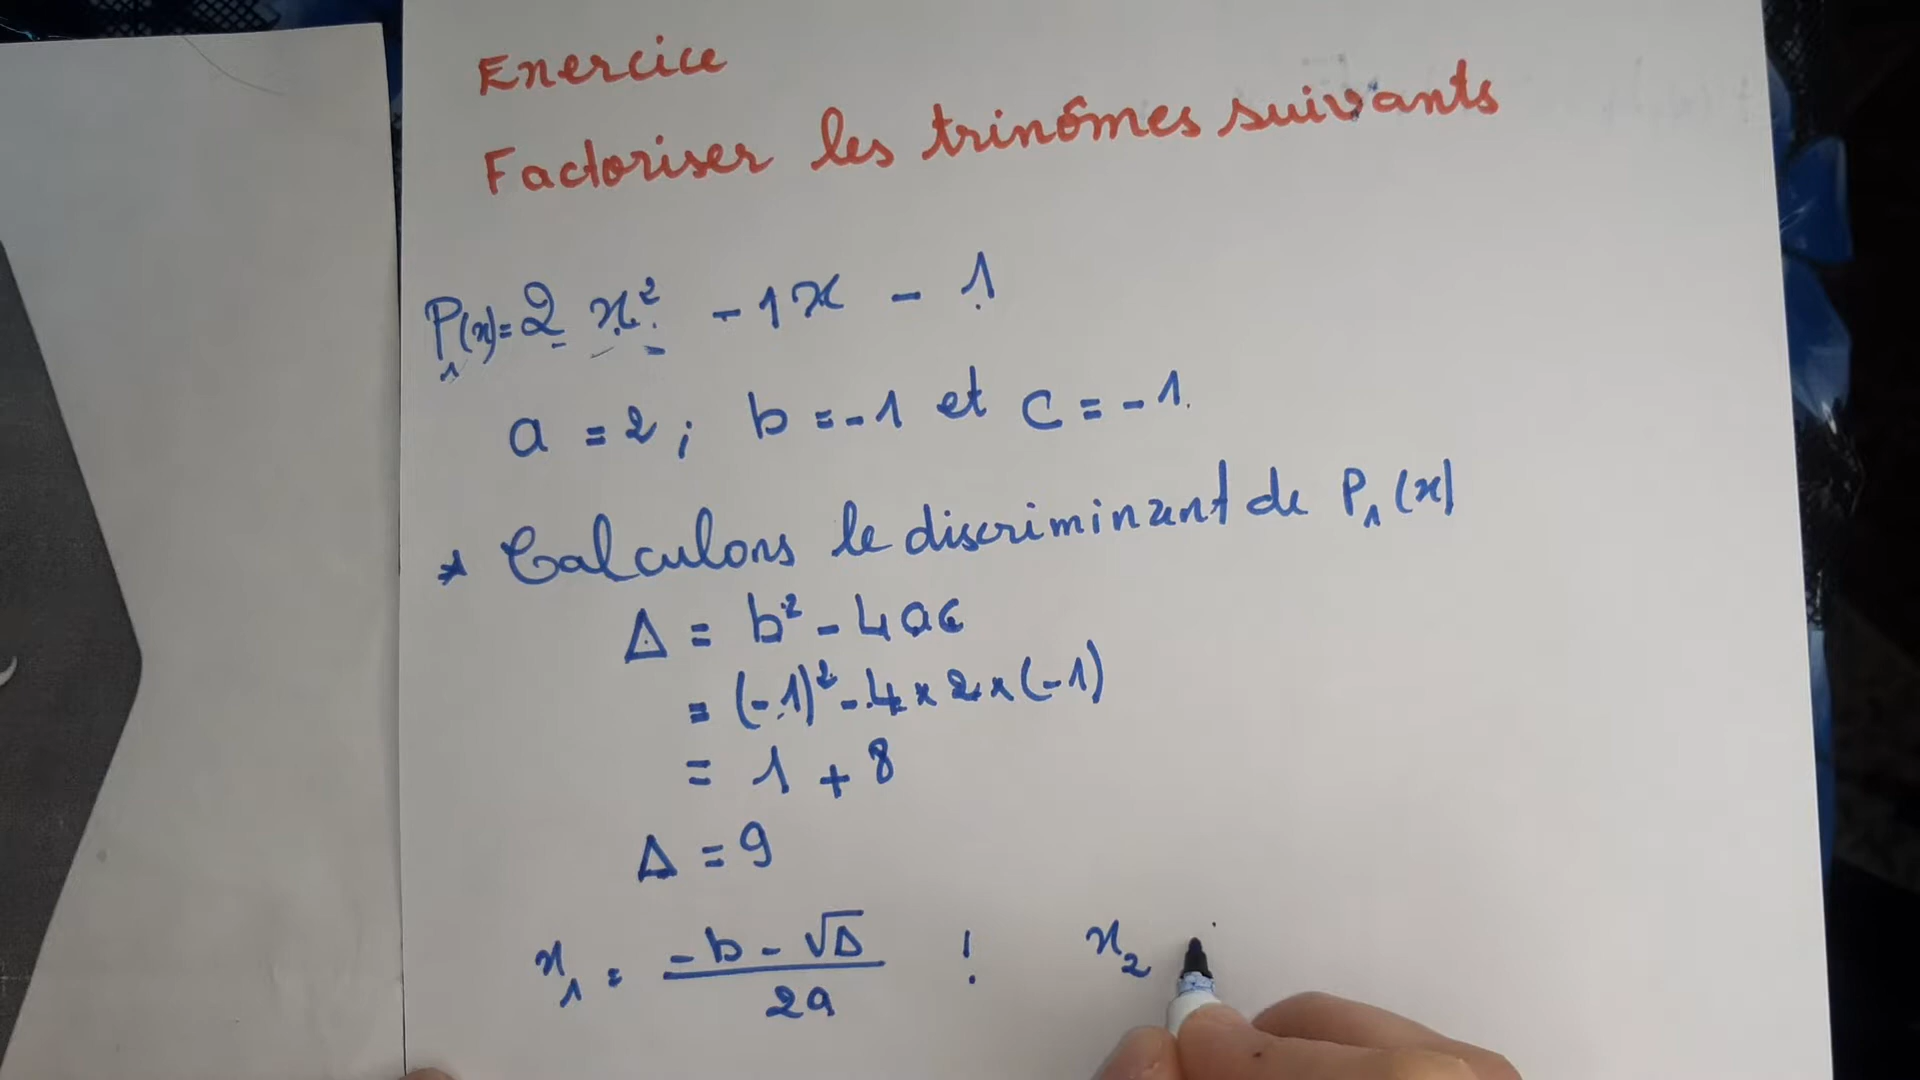 Exercice
Factoriser les trinômes suivants
P₁(x)=2x² -1x - 1
a = 2 ; b = -1 et c = -1.
* Calculons le discriminant de P₁(x)
Δ = b² - 4ac
= (-1)² - 4 × 2 × (-1)
= 1 + 8
Δ = 9
x₁ = (-b - √Δ)/2a ; x₂